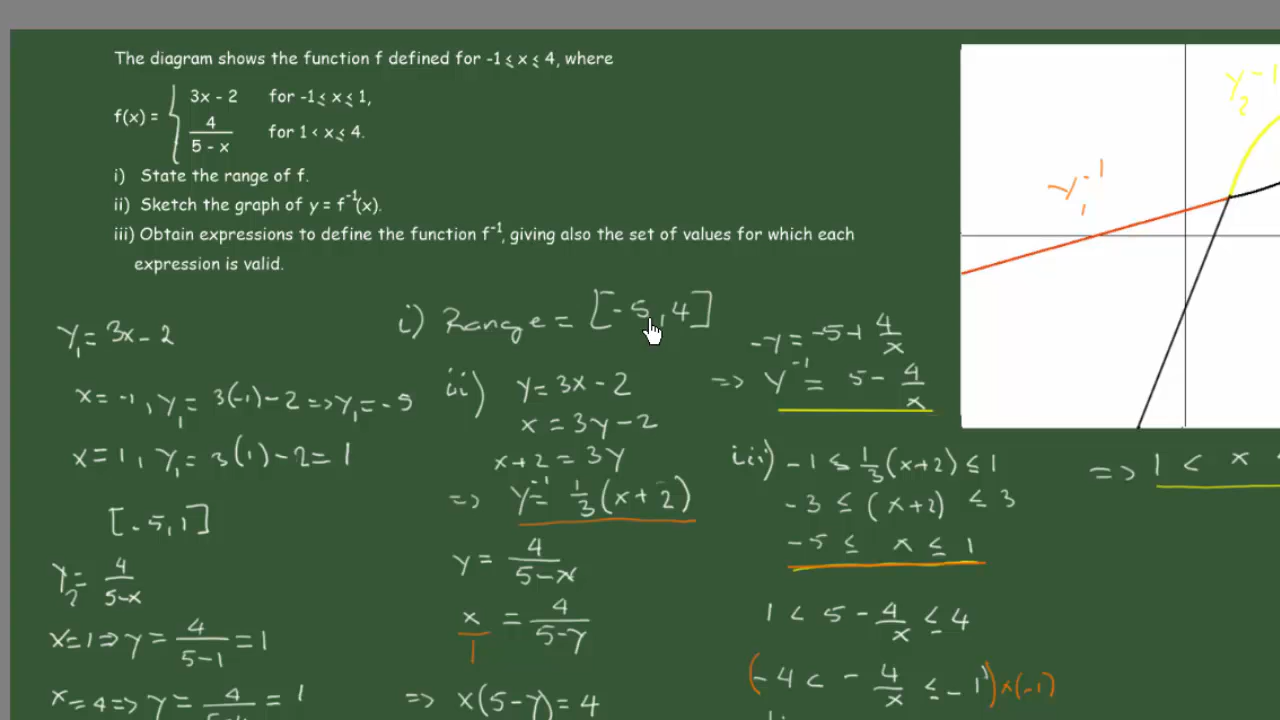 The diagram shows the function f defined for -1 ≤ x ≤ 4, where
f(x) = { 3x - 2 for -1 ≤ x ≤ 1,
4/(5 - x) for 1 < x ≤ 4.
i) State the range of f.
ii) Sketch the graph of y = f⁻¹(x).
iii) Obtain expressions to define the function f⁻¹, giving also the set of values for which each
expression is valid.
y₁ = 3x - 2
x = -1, y₁ = 3(-1) - 2 => y₁ = -5
x = 1, y₁ = 3(1) - 2 = 1
[-5, 1]
y₂ = 4/(5-x)
x=1 => y = 4/(5-1) = 1
x=4 => y = 4/ = 1
i) Range = [-5, 4]
ii) y = 3x - 2
x = 3y - 2
x + 2 = 3y
=> y⁻¹ = 1/3 (x + 2)
y = 4/(5-x)
x/1 = 4/(5-y)
=> x(5-y) = 4
-y = -5 + 4/x
=> y⁻¹ = 5 - 4/x
iii) -1 ≤ 1/3 (x+2) ≤ 1
-3 ≤ (x+2) ≤ 3
-5 ≤ x ≤ 1
1 < 5 - 4/x ≤ 4
(-4 < - 4/x ≤ -1) x(-1)
=> 1 < x
y₁⁻¹
y₂⁻¹